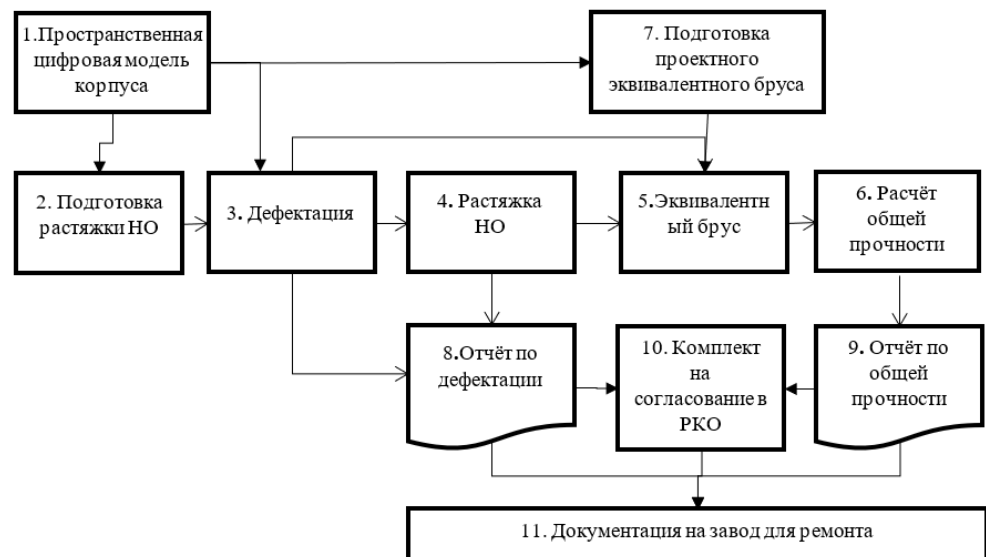 1.Пространственная
цифровая модель
корпуса
7. Подготовка
проектного
эквивалентного бруса
2. Подготовка
растяжки НО
3. Дефектация
4. Растяжка
НО
5.Эквивалентн
ый брус
6. Расчёт
общей
прочности
8.Отчёт по
дефектации
10. Комплект
на
согласование в
РКО
9. Отчёт по
общей
прочности
11. Документация на завод для ремонта